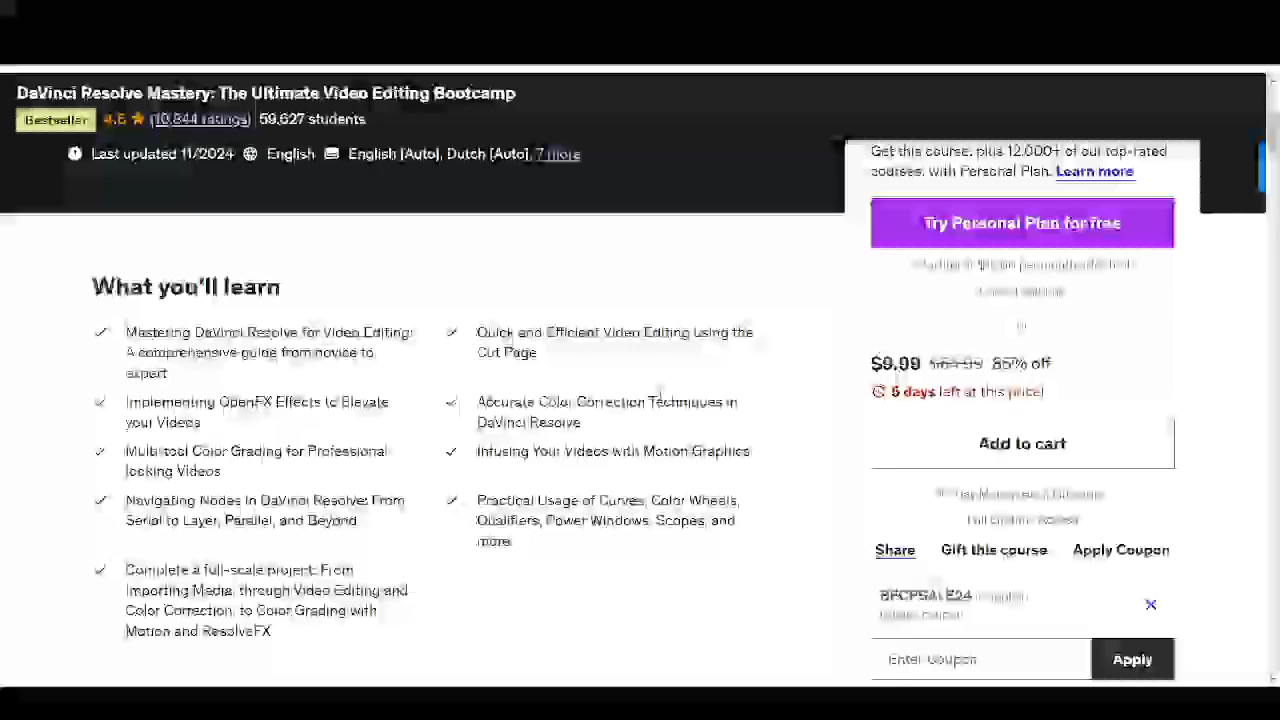 DaVinci Resolve Mastery: The Ultimate Video Editing Bootcamp
Bestseller 4.6 (10,844 ratings) 59,627 students
Last updated 11/2024 English English [Auto], Dutch [Auto], 7 more
What you'll learn
Mastering DaVinci Resolve for Video Editing:
A comprehensive guide from novice to
expert
Implementing OpenFX Effects to Elevate
your Videos
Multi-tool Color Grading for Professional-
looking Videos
Navigating Nodes in DaVinci Resolve: From
Serial to Layer, Parallel, and Beyond
Complete a full-scale project: From
Importing Media, through Video Editing and
Color Correction, to Color Grading with
Motion and ResolveFX
Quick and Efficient Video Editing using the
Cut Page
Accurate Color Correction Techniques in
DaVinci Resolve
Infusing Your Videos with Motion Graphics
Practical Usage of Curves, Color Wheels,
Qualifiers, Power Windows, Scopes, and
more
Get this course, plus 12,000+ of our top-rated
courses, with Personal Plan. Learn more
Try Personal Plan for free
or
$9.99 85% off
5 days left at this price!
Add to cart
Share Gift this course Apply Coupon
BFCPSALE24
Enter Coupon Apply